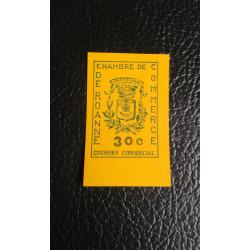 CHAMBRE DE
COMMERCE
DE ROANNE
30c
COURRIER COMMERCIAL